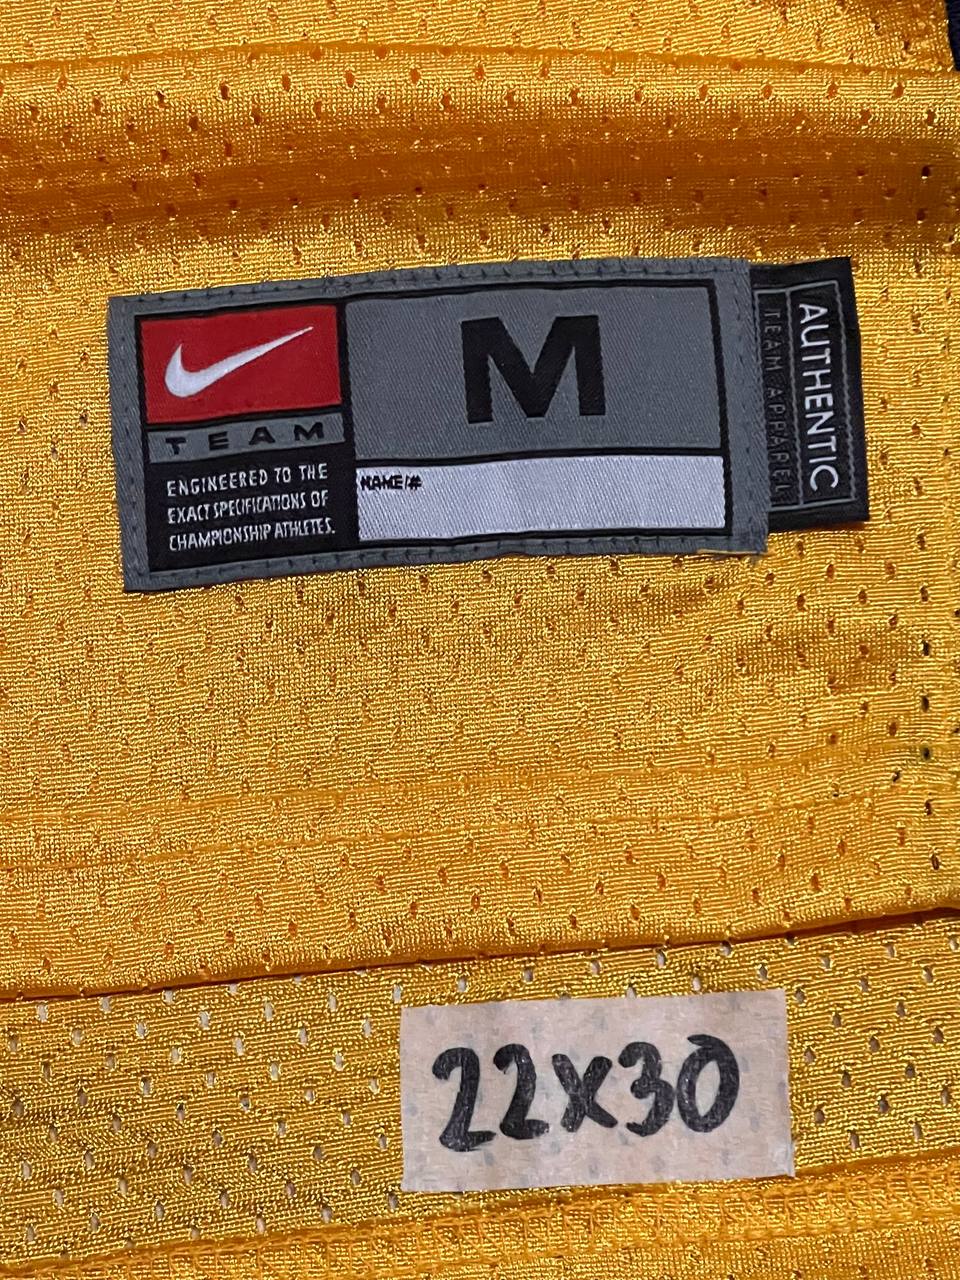 TEAM
ENGINEERED TO THE
EXACT SPECIFICATIONS OF
CHAMPIONSHIP ATHLETES.
M
NAME/#
AUTHENTIC
TEAM APPAREL
22X30